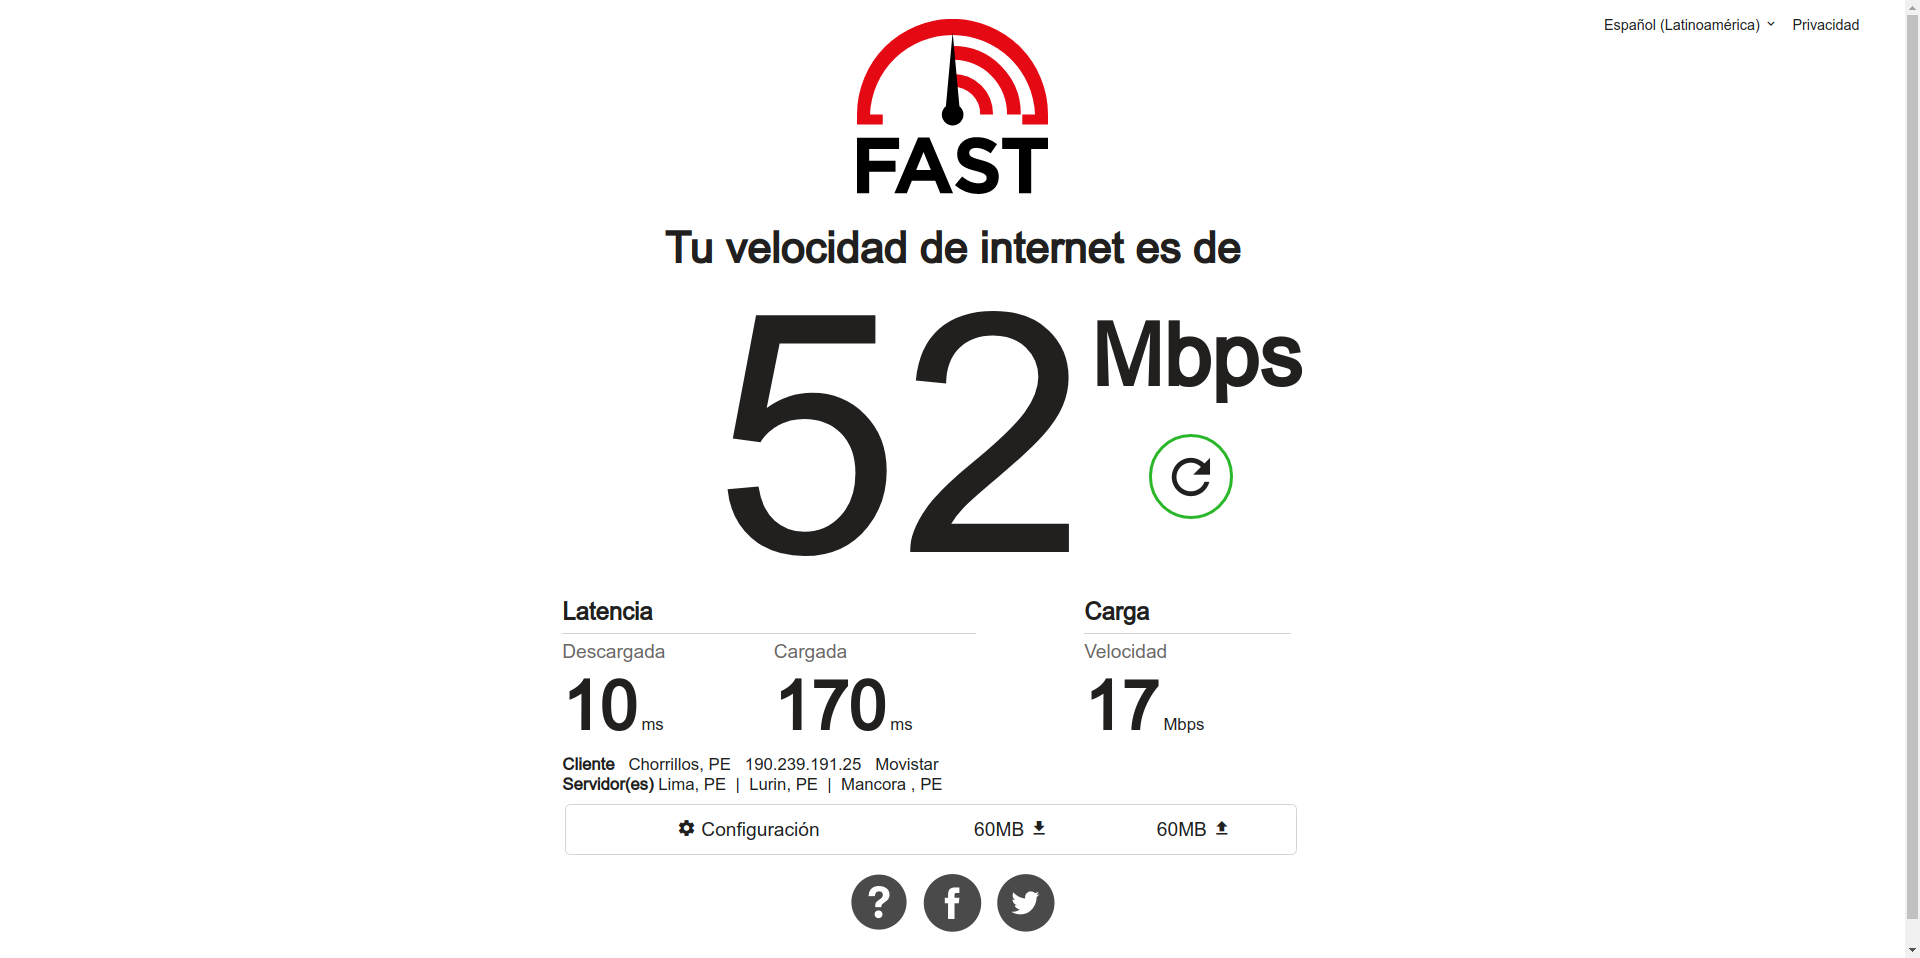 Español (Latinoamérica) Privacidad
FAST
Tu velocidad de internet es de
52 Mbps
Latencia Carga
Descargada Cargada Velocidad
10 ms 170 ms 17 Mbps
Cliente Chorrillos, PE 190.239.191.25 Movistar
Servidor(es) Lima, PE | Lurin, PE | Mancora , PE
Configuración 60MB 60MB